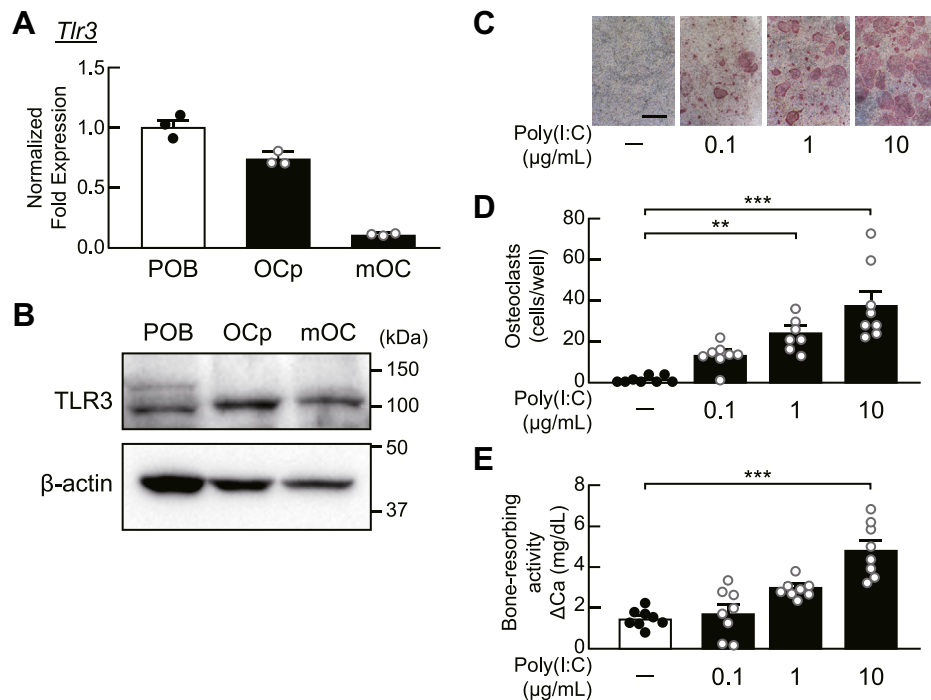 A
Tlr3
Normalized
Fold Expression
1.5
1.0
0.5
0.0
POB OCp mOC
B
POB OCp mOC (kDa)
TLR3
150
100
β-actin
50
37
C
Poly(I:C)
(µg/mL)
— 0.1 1 10
D
***
**
Osteoclasts
(cells/well)
80
60
40
20
0
Poly(I:C)
(µg/mL)
— 0.1 1 10
E
***
Bone-resorbing
activity
ΔCa (mg/dL)
8
6
4
2
0
Poly(I:C)
(µg/mL)
— 0.1 1 10